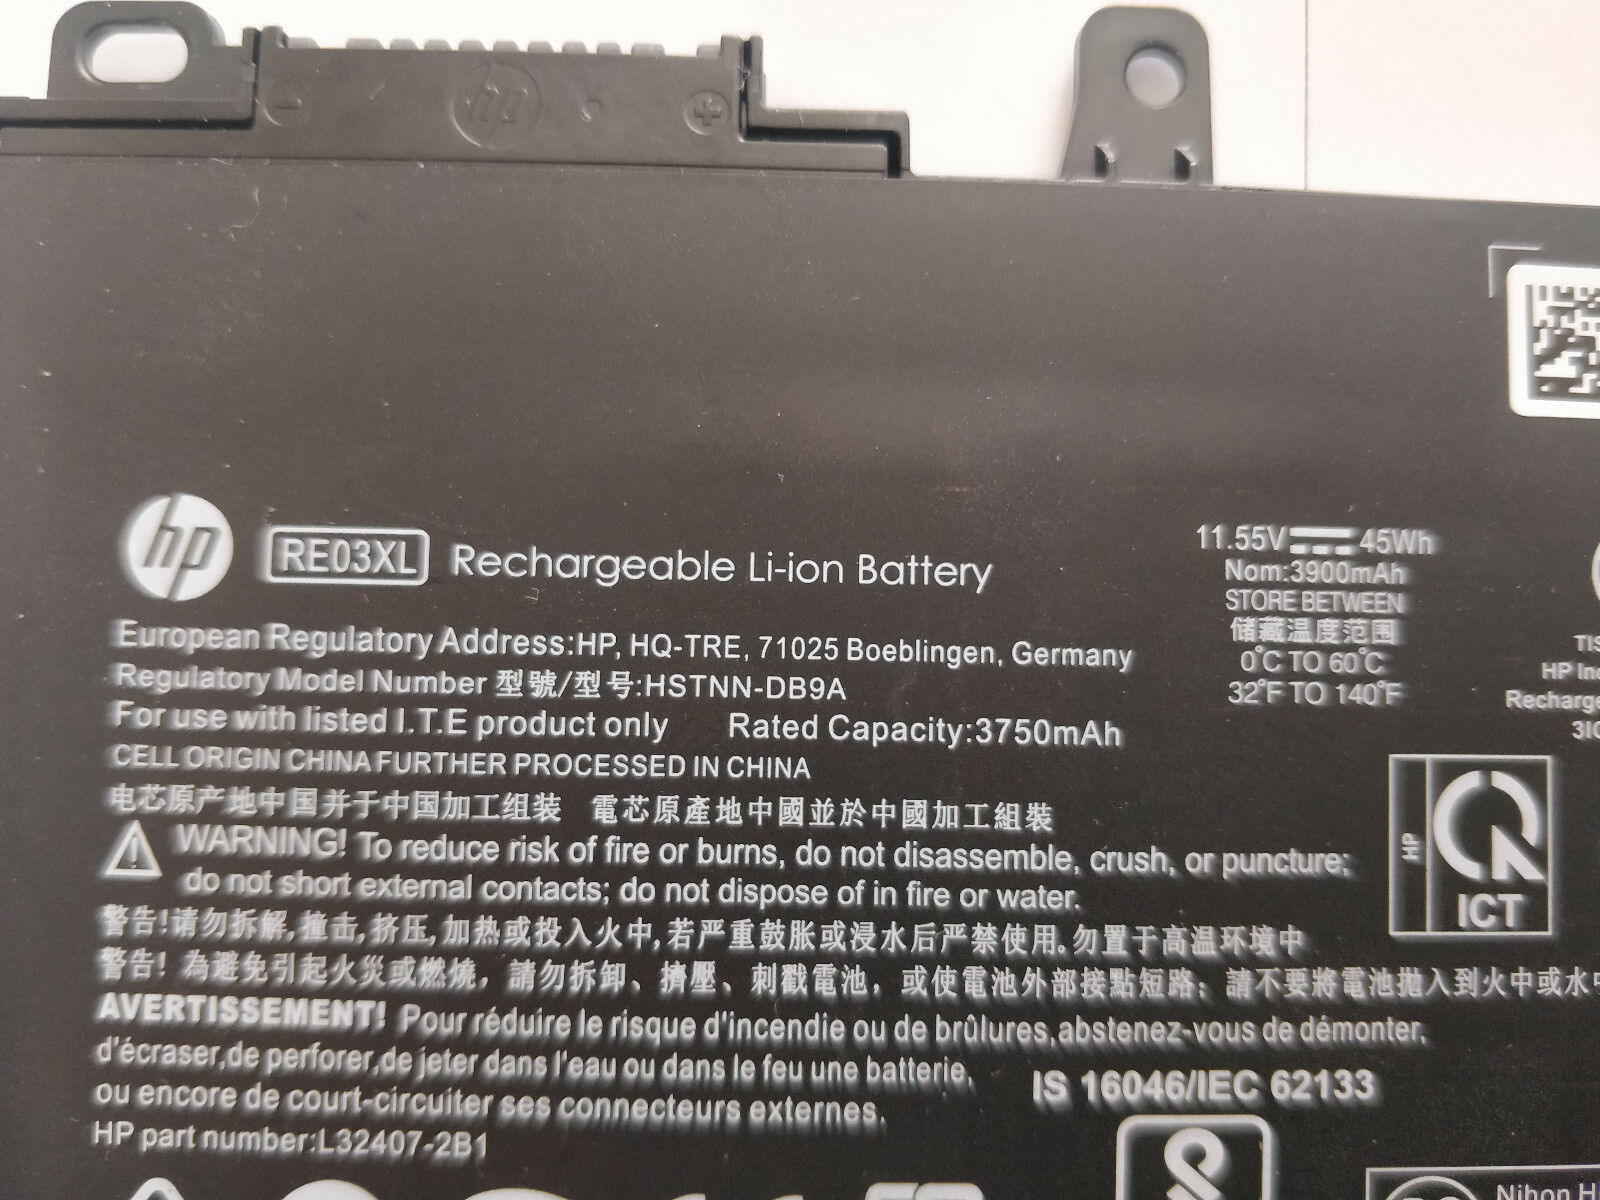 hp
hp
RE03XL
Rechargeable Li-ion Battery
11.55V 45Wh
Nom:3900mAh
STORE BETWEEN
储藏温度范围
0°C TO 60°C
32°F TO 140°F
European Regulatory Address:HP, HQ-TRE, 71025 Boeblingen, Germany
Regulatory Model Number 型號/型号:HSTNN-DB9A
For use with listed I.T.E product only Rated Capacity:3750mAh
CELL ORIGIN CHINA FURTHER PROCESSED IN CHINA
电芯原产地中国并于中国加工组装 電芯原產地中國並於中國加工組裝
WARNING! To reduce risk of fire or burns, do not disassemble, crush, or puncture;
do not short external contacts; do not dispose of in fire or water.
警告!请勿拆解,撞击,挤压,加热或投入火中,若严重鼓胀或浸水后严禁使用.勿置于高温环境中
警告! 為避免引起火災或燃燒，請勿拆卸、擠壓、刺戳電池，或使電池外部接點短路；請不要將電池拋入到火中或水中
AVERTISSEMENT! Pour réduire le risque d'incendie ou de brûlures,abstenez-vous de démonter,
d'écraser,de perforer,de jeter dans l'eau ou dans le feu une batterie,
ou encore de court-circuiter ses connecteurs externes.
HP part number:L32407-2B1
IS 16046/IEC 62133
TIS
HP Inc
Recharge
3IC
HP
ICT
Nihon H